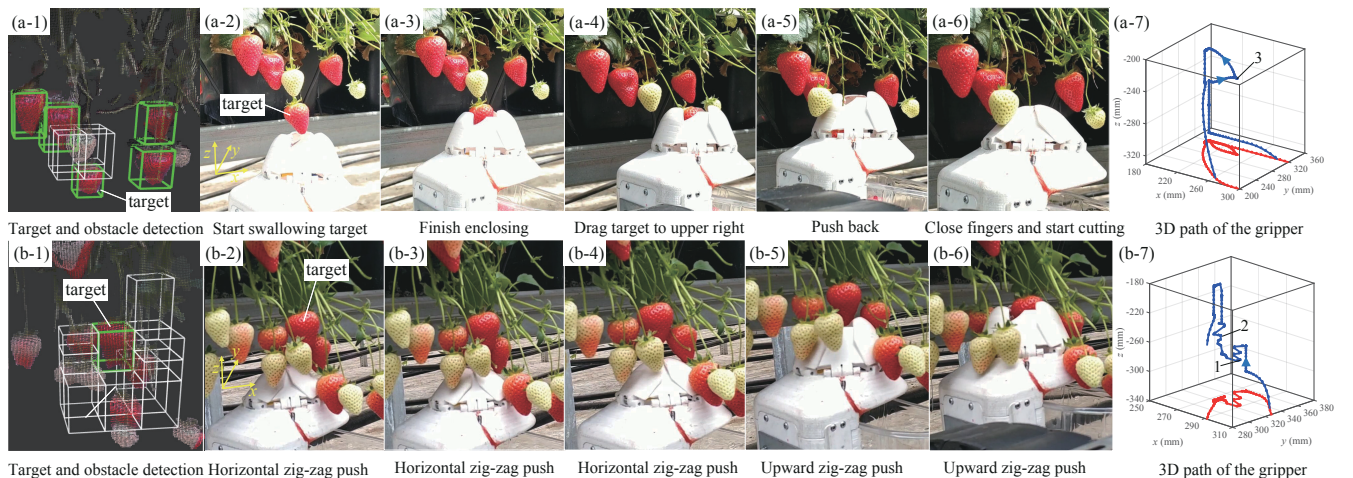 (a-1) (a-2) (a-3) (a-4) (a-5) (a-6) (a-7)
target
target
z y x
3
-200
-240
-280
-320
z (mm)
180
220
260
300
x (mm)
200
240
280
320
360
y (mm)
Target and obstacle detection Start swallowing target Finish enclosing Drag target to upper right Push back Close fingers and start cutting 3D path of the gripper
(b-1) (b-2) (b-3) (b-4) (b-5) (b-6) (b-7)
target
target
z y x
2
1
-180
-220
-260
-300
-340
z (mm)
250
270
290
310
x (mm)
260
280
300
320
340
360
380
y (mm)
Target and obstacle detection Horizontal zig-zag push Horizontal zig-zag push Horizontal zig-zag push Upward zig-zag push Upward zig-zag push 3D path of the gripper